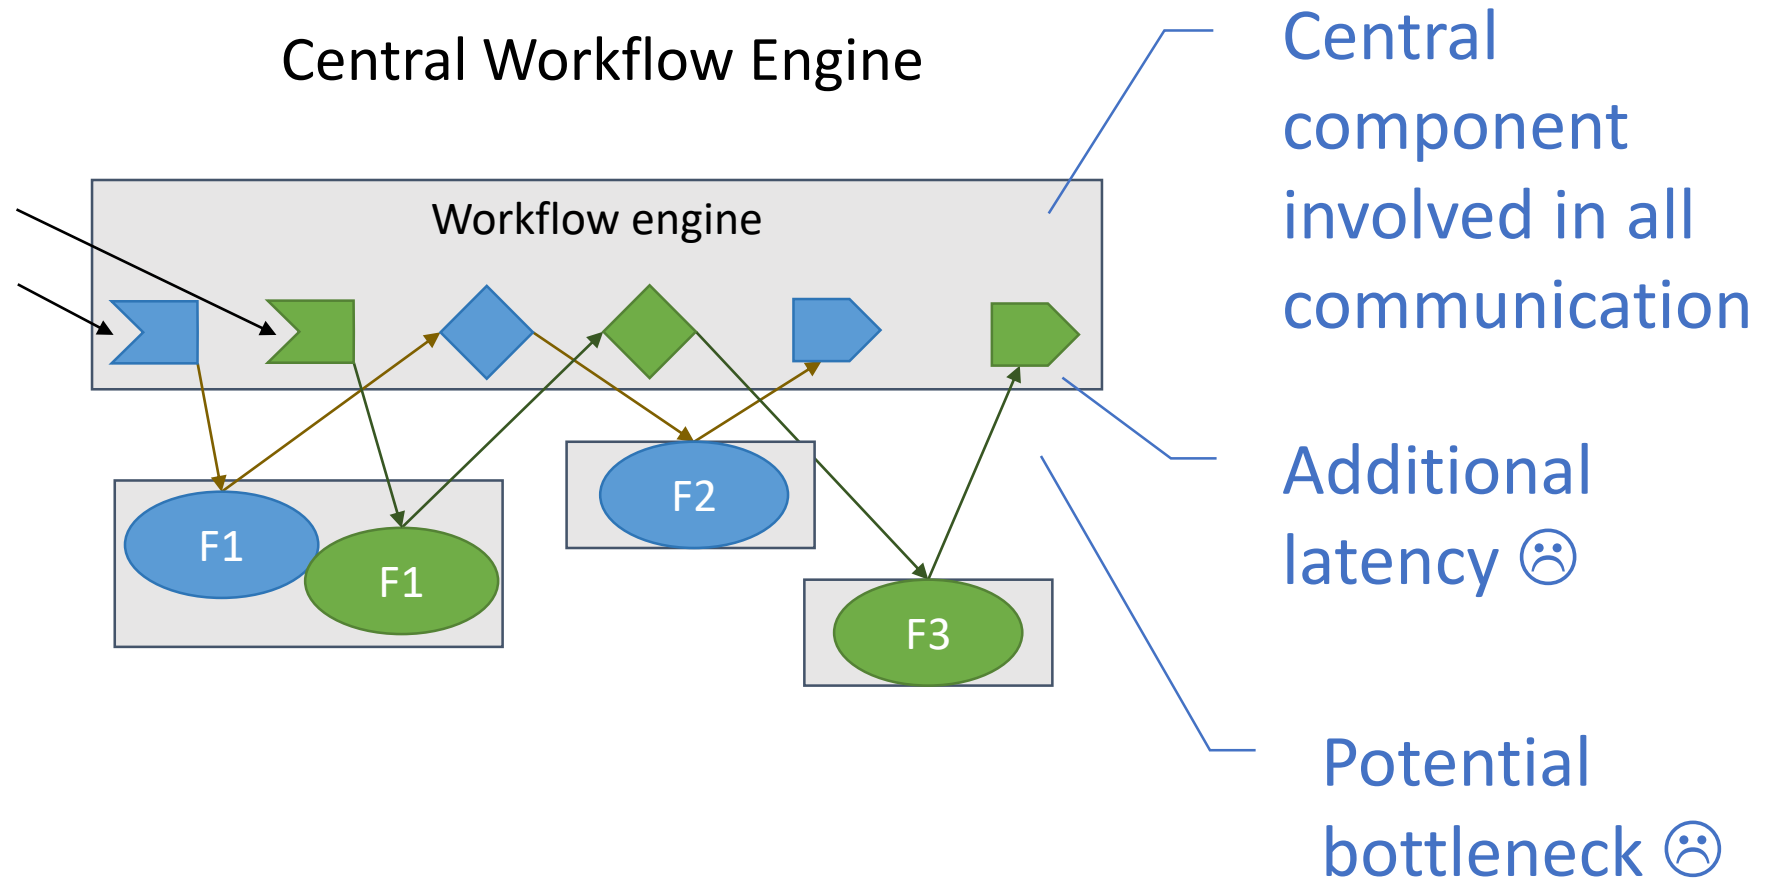 Central Workflow Engine
Workflow engine
F1
F1
F2
F3
Central
component
involved in all
communication
Additional
latency ☹
Potential
bottleneck ☹